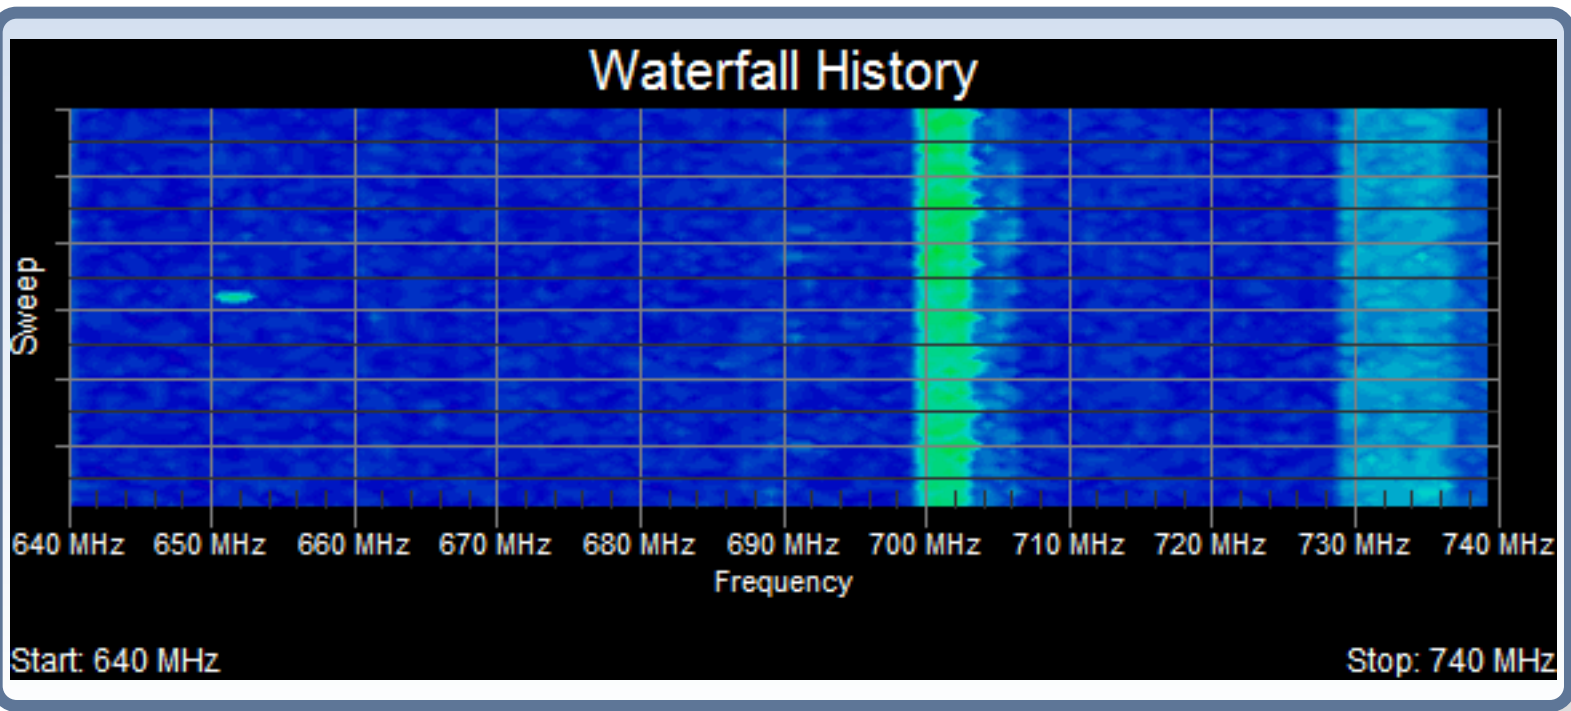 Waterfall History
Sweep
640 MHz 650 MHz 660 MHz 670 MHz 680 MHz 690 MHz 700 MHz 710 MHz 720 MHz 730 MHz 740 MHz
Frequency
Start: 640 MHz Stop: 740 MHz